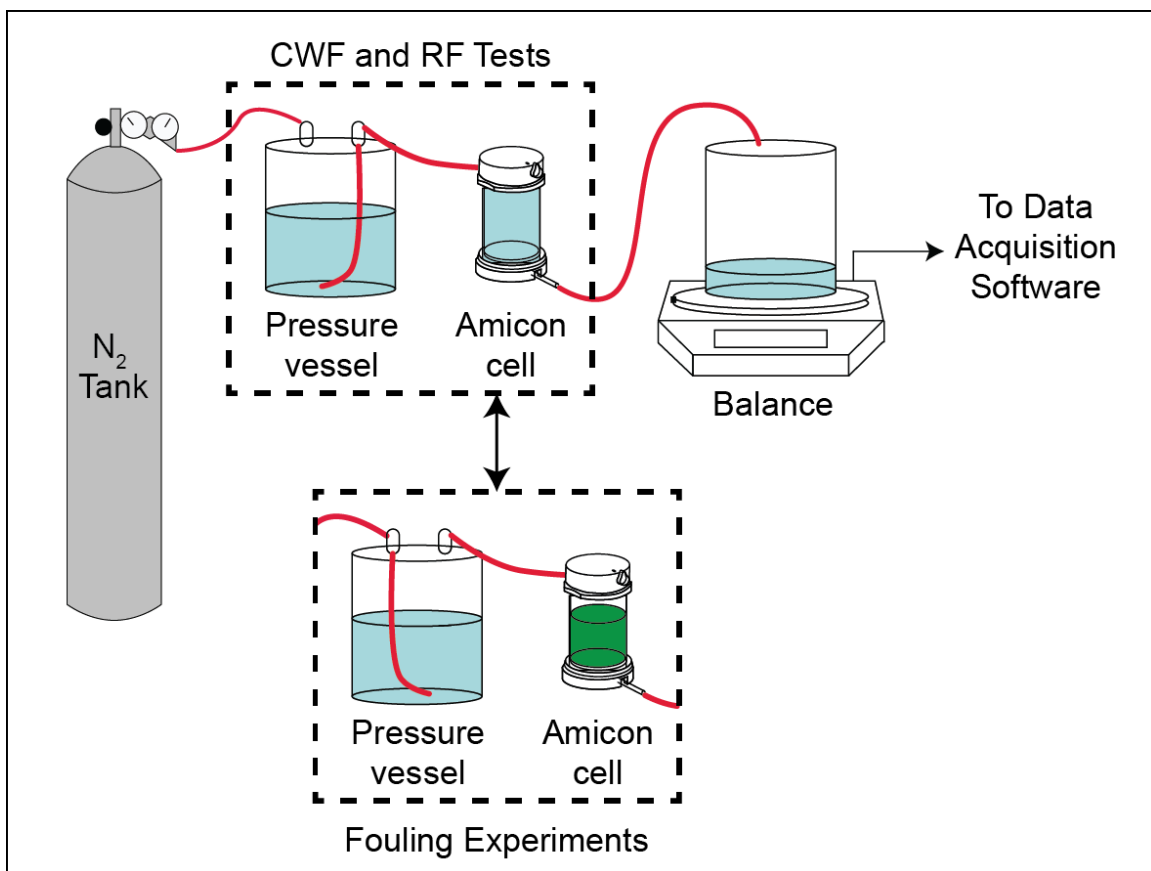 CWF and RF Tests
N₂
Tank
Pressure
vessel
Amicon
cell
Balance
To Data
Acquisition
Software
Pressure
vessel
Amicon
cell
Fouling Experiments